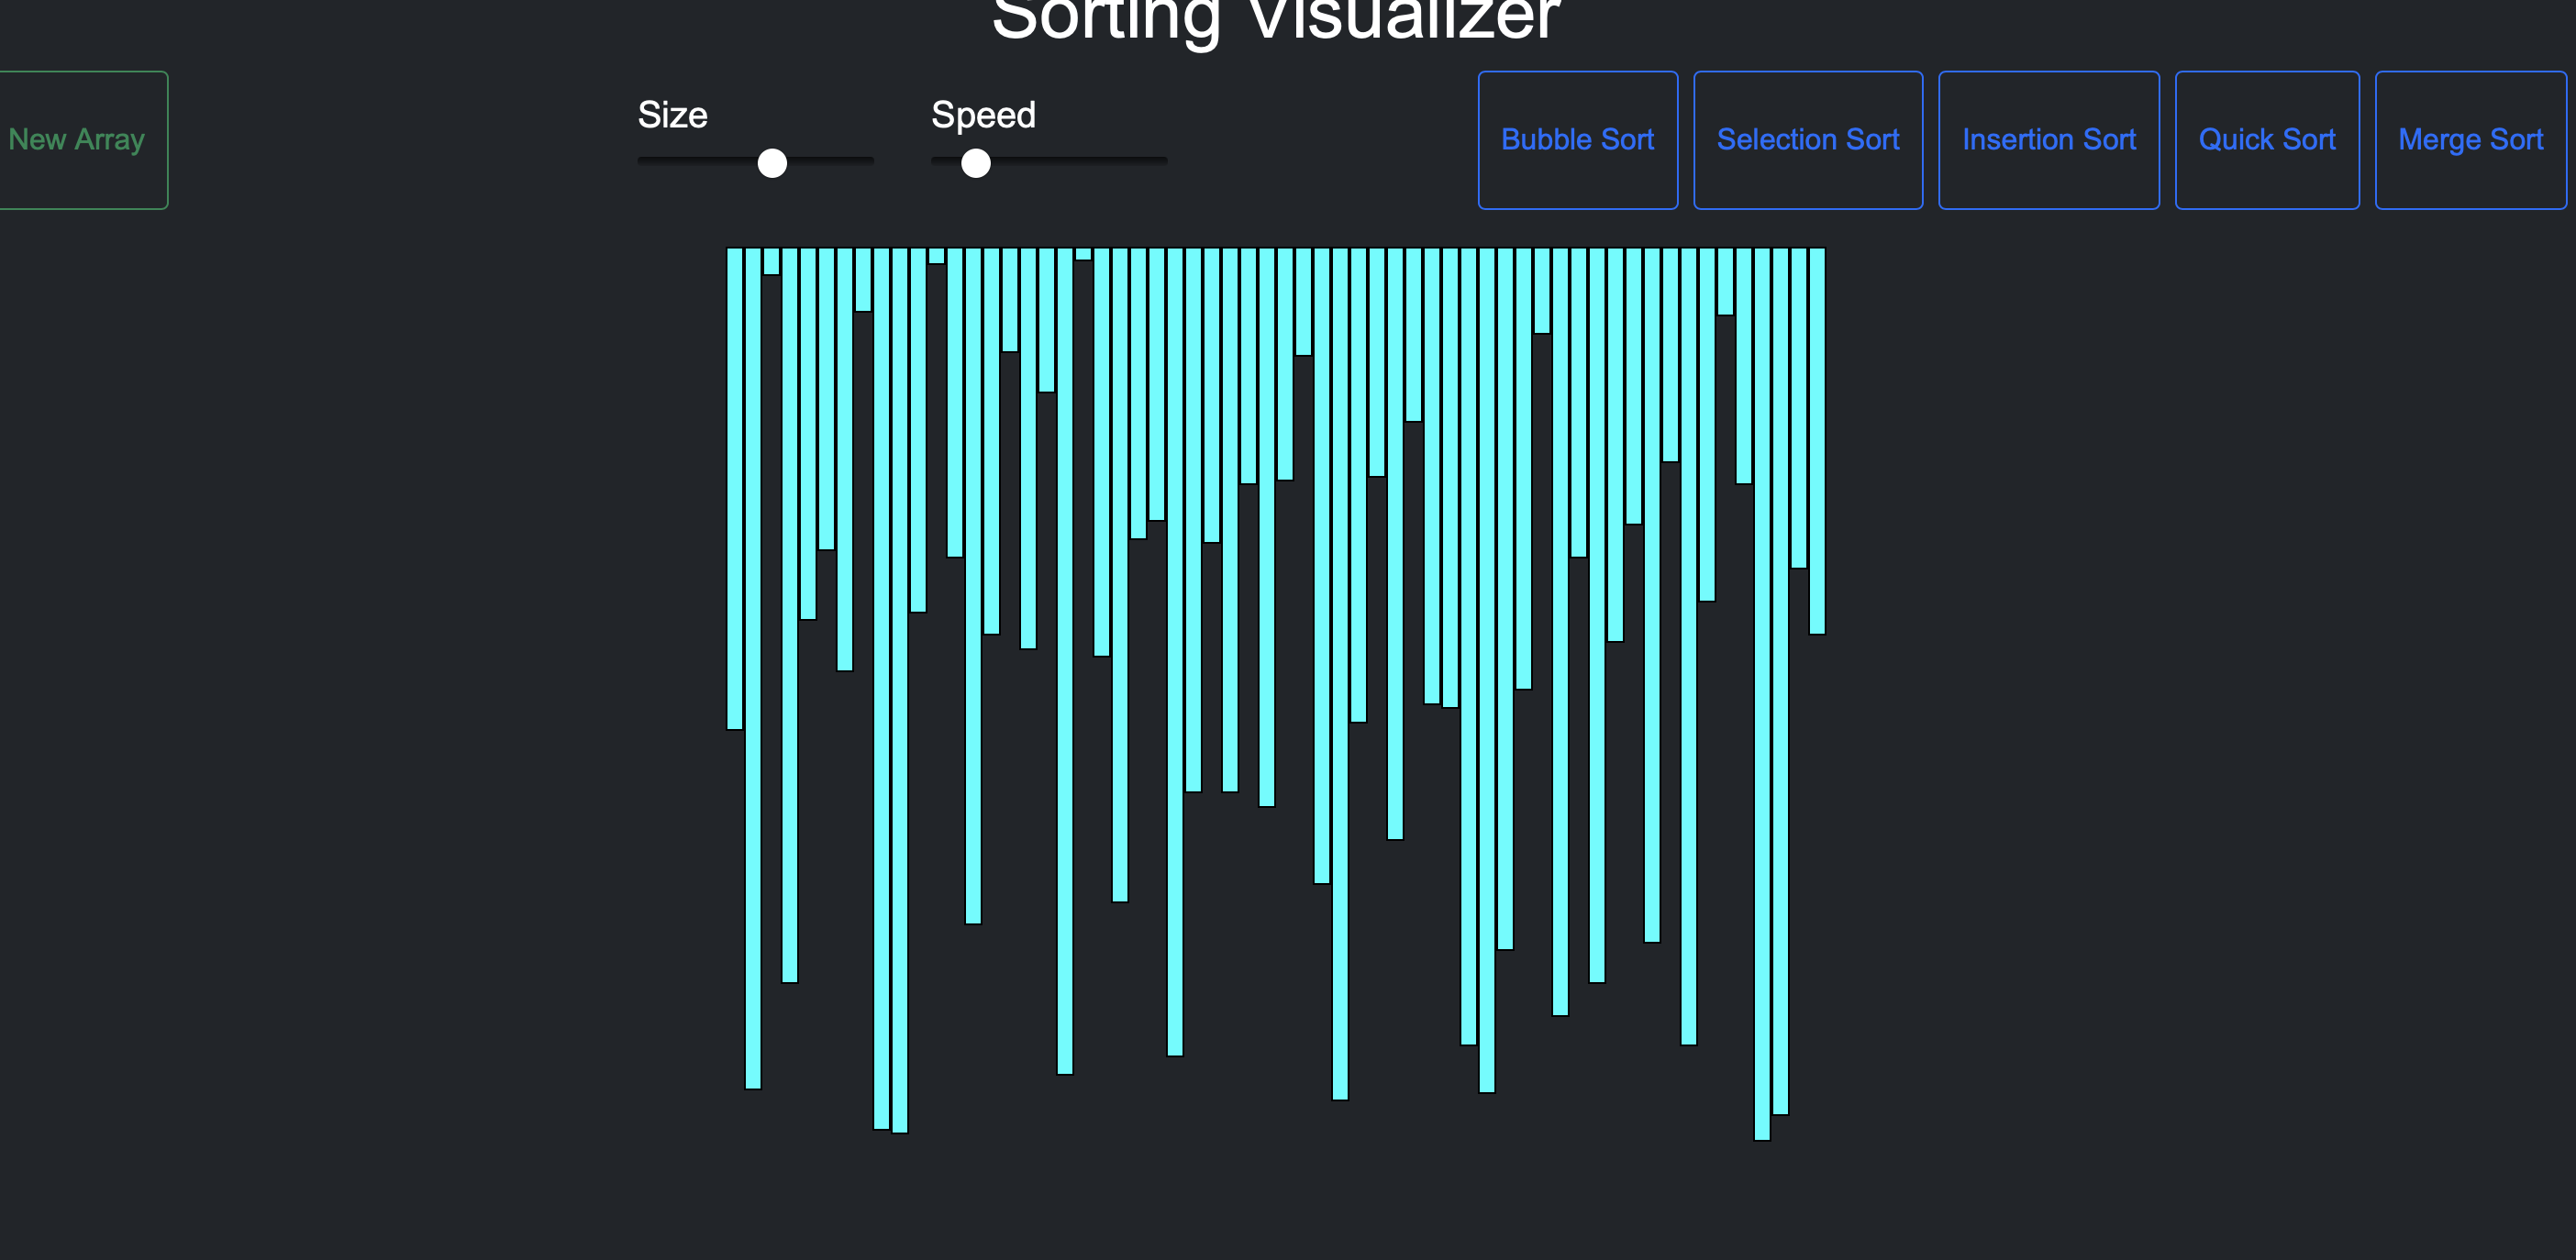 Sorting Visualizer
New Array
Size
Speed
Bubble Sort
Selection Sort
Insertion Sort
Quick Sort
Merge Sort